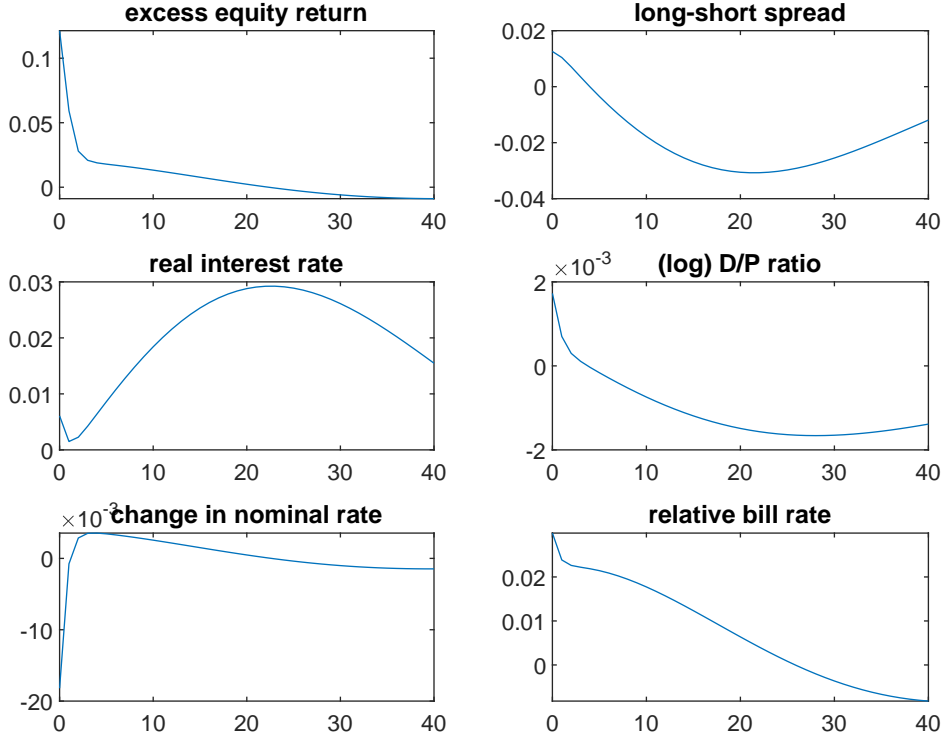 excess equity return
0.1
0.05
0
0 10 20 30 40
long-short spread
0.02
0
-0.02
-0.04
0 10 20 30 40
real interest rate
0.03
0.02
0.01
0
0 10 20 30 40
(log) D/P ratio
×10⁻³
2
0
-2
0 10 20 30 40
change in nominal rate
×10⁻³
0
-10
-20
0 10 20 30 40
relative bill rate
0.02
0.01
0
0 10 20 30 40